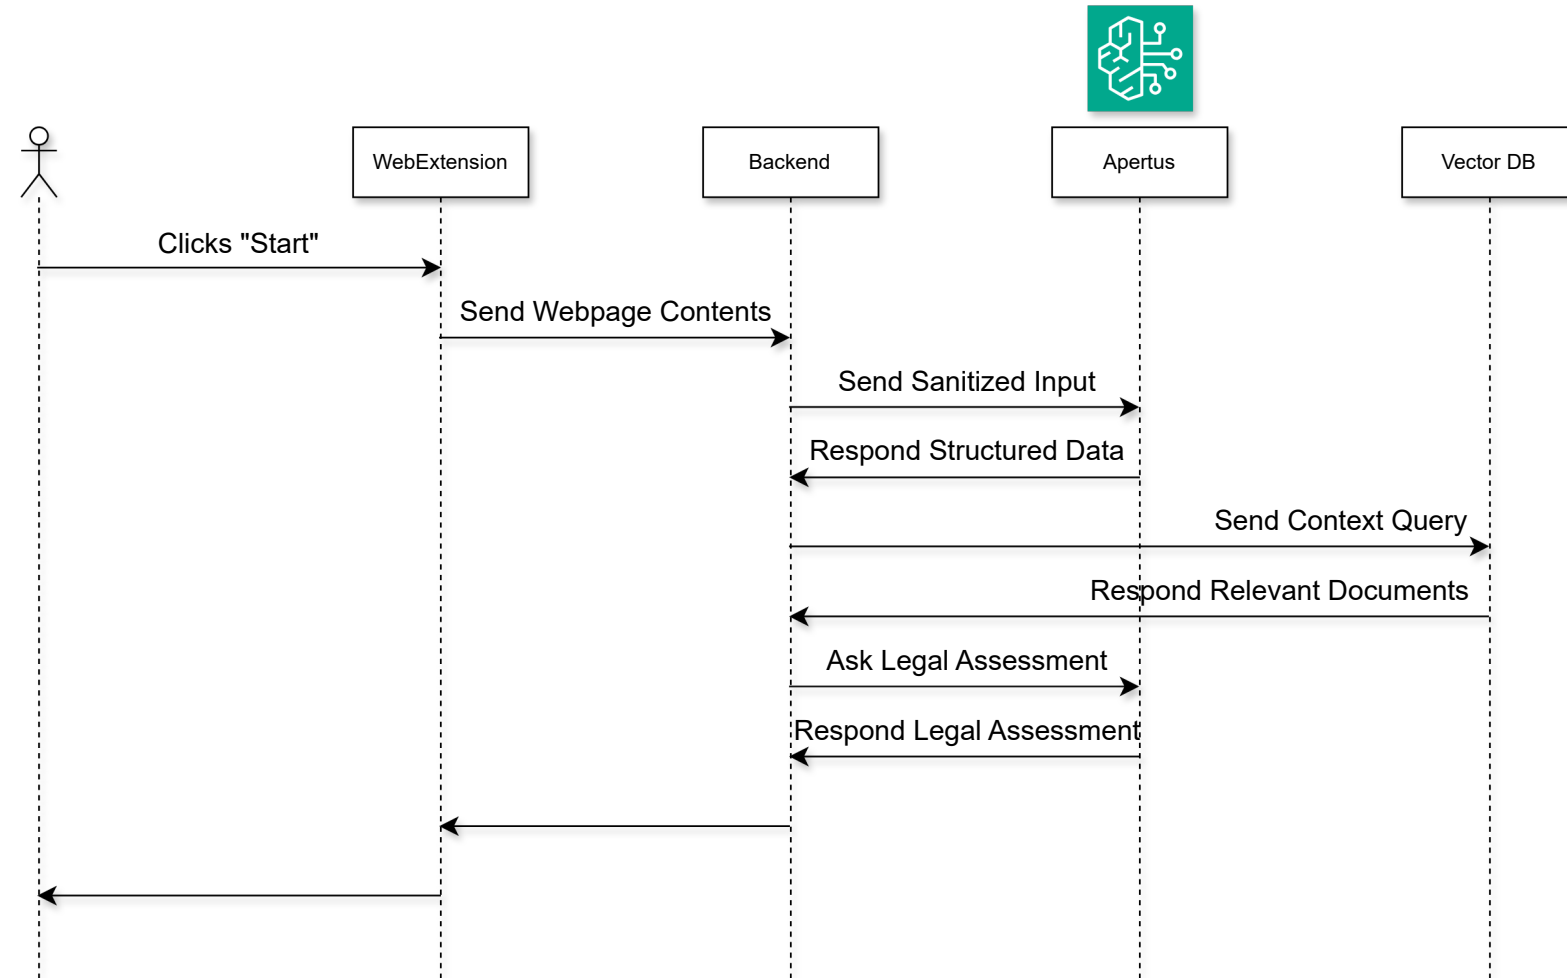 WebExtension
Backend
Apertus
Vector DB
Clicks "Start"
Send Webpage Contents
Send Sanitized Input
Respond Structured Data
Send Context Query
Respond Relevant Documents
Ask Legal Assessment
Respond Legal Assessment